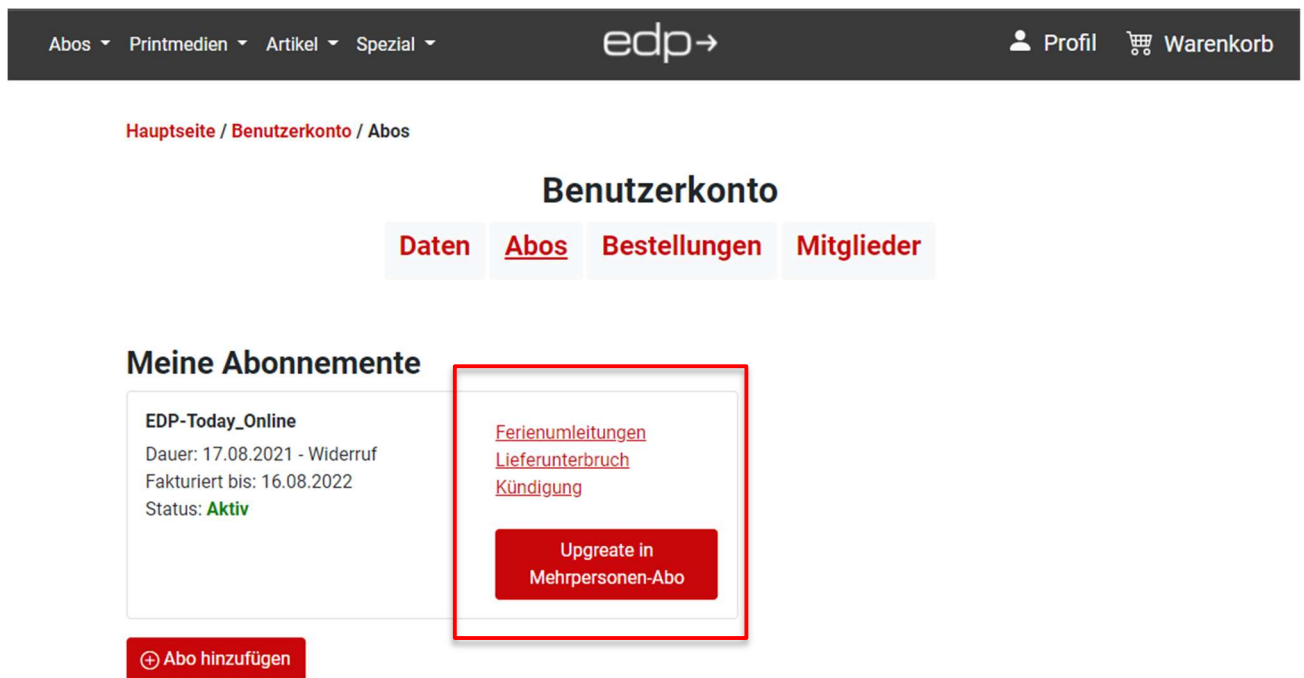 Abos Printmedien Artikel Spezial edp→ Profil Warenkorb
Hauptseite / Benutzerkonto / Abos
Benutzerkonto
Daten Abos Bestellungen Mitglieder
Meine Abonnemente
EDP-Today_Online
Dauer: 17.08.2021 - Widerruf
Fakturiert bis: 16.08.2022
Status: Aktiv
Ferienumleitungen
Lieferunterbruch
Kündigung
Upgreate in
Mehrpersonen-Abo
Abo hinzufügen